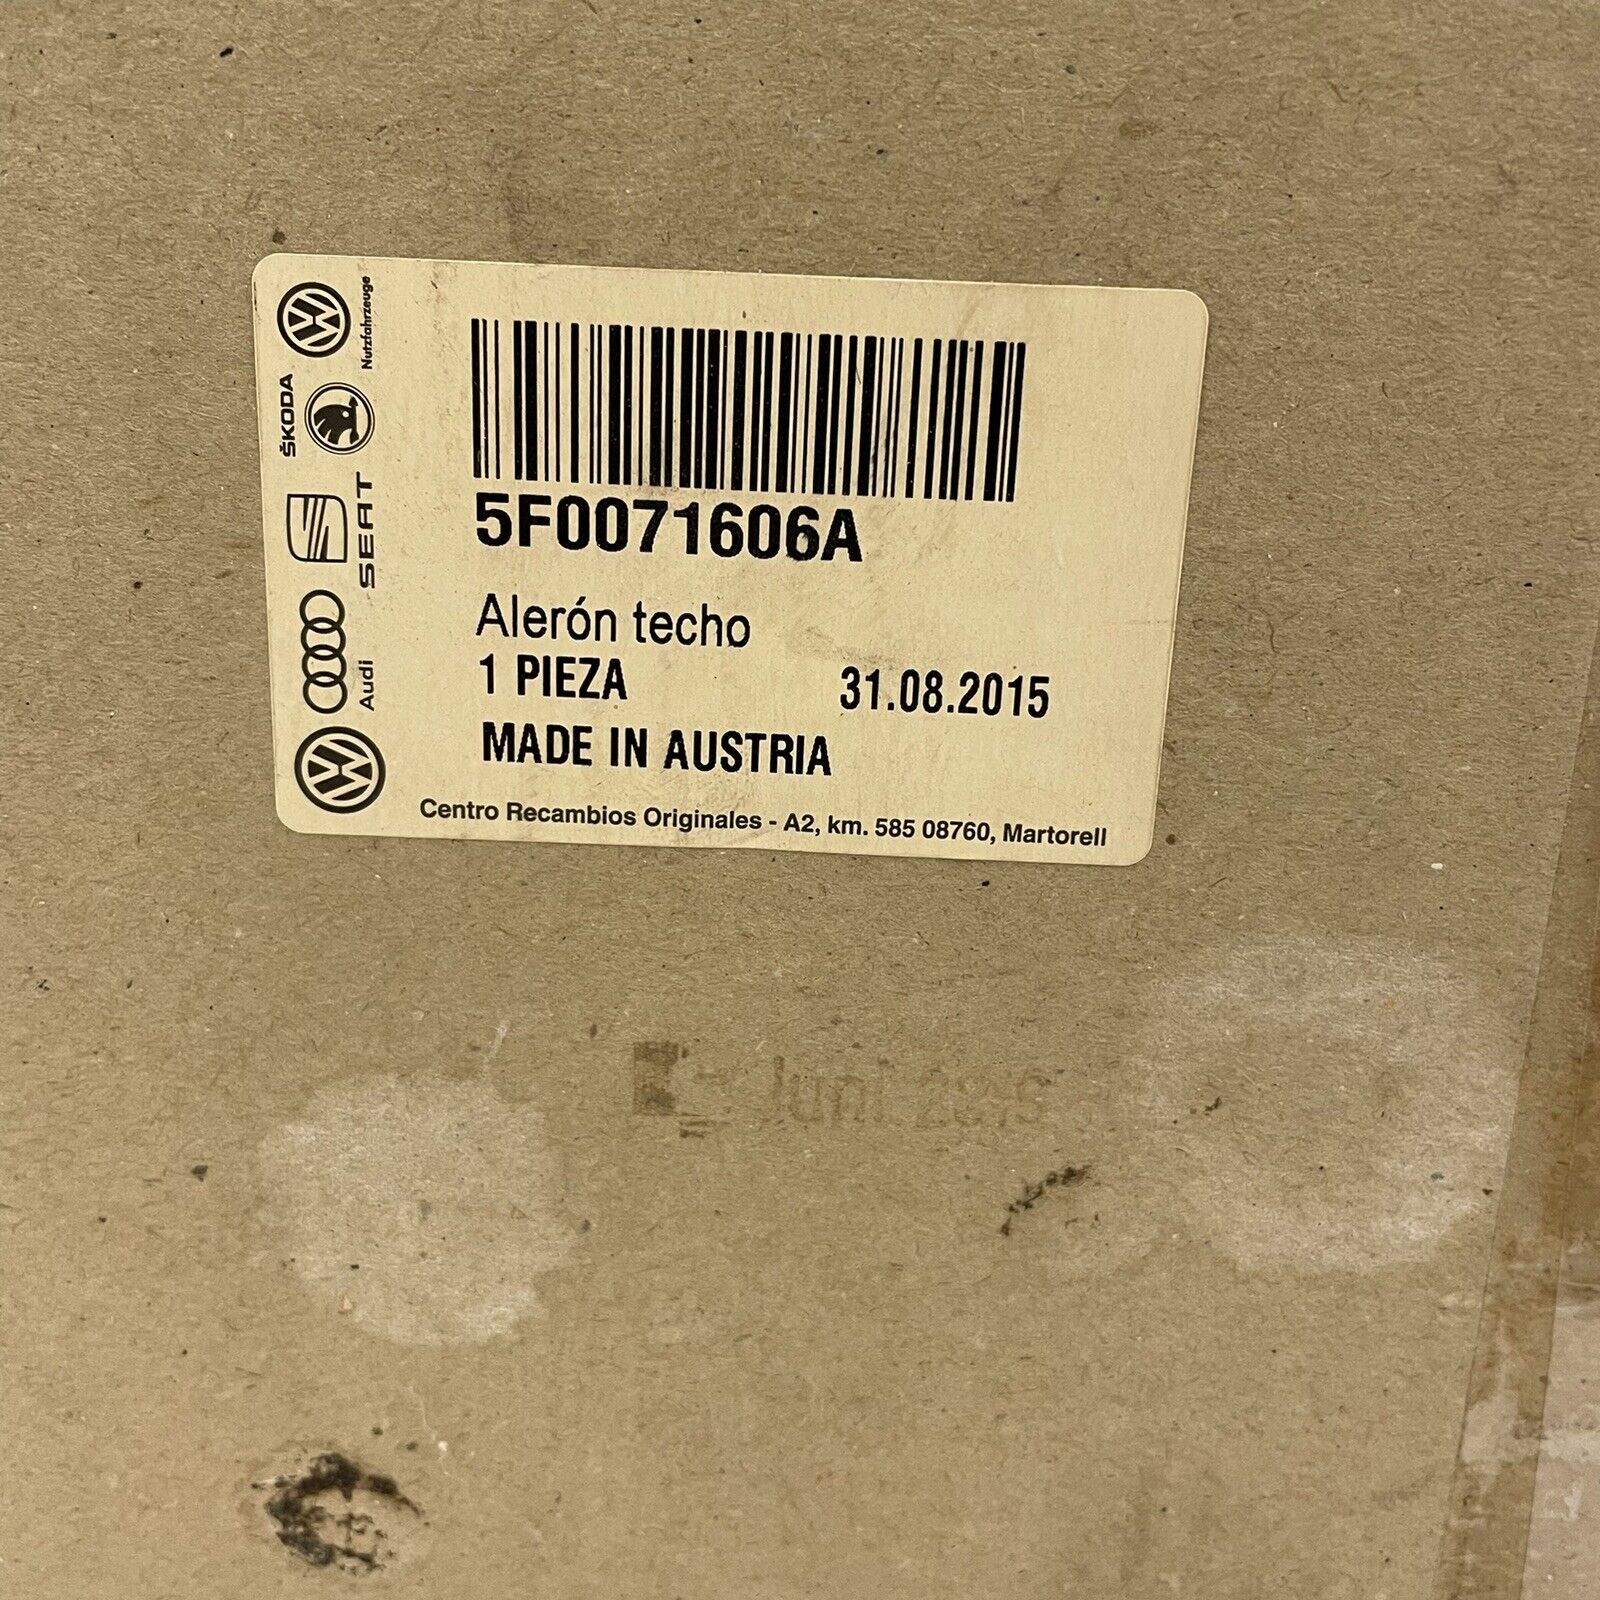 Nutzfahrzeuge
ŠKODA
SEAT
Audi
5F0071606A
Alerón techo
1 PIEZA 31.08.2015
MADE IN AUSTRIA
Centro Recambios Originales - A2, km. 585 08760, Martorell